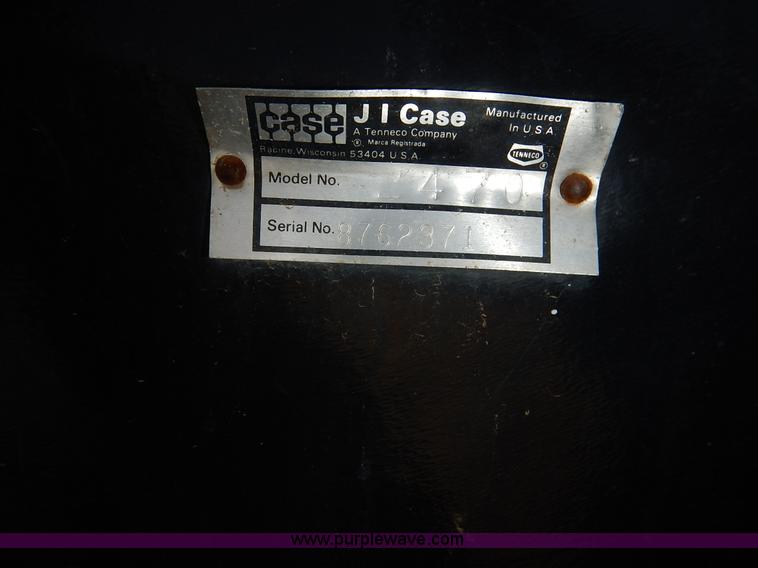 case J I Case Manufactured
A Tenneco Company In U.S.A.
® Marca Registrada
Racine, Wisconsin 53404 U.S.A. TENNECO ®
Model No. 2470
Serial No. 8762371
www.purplewave.com